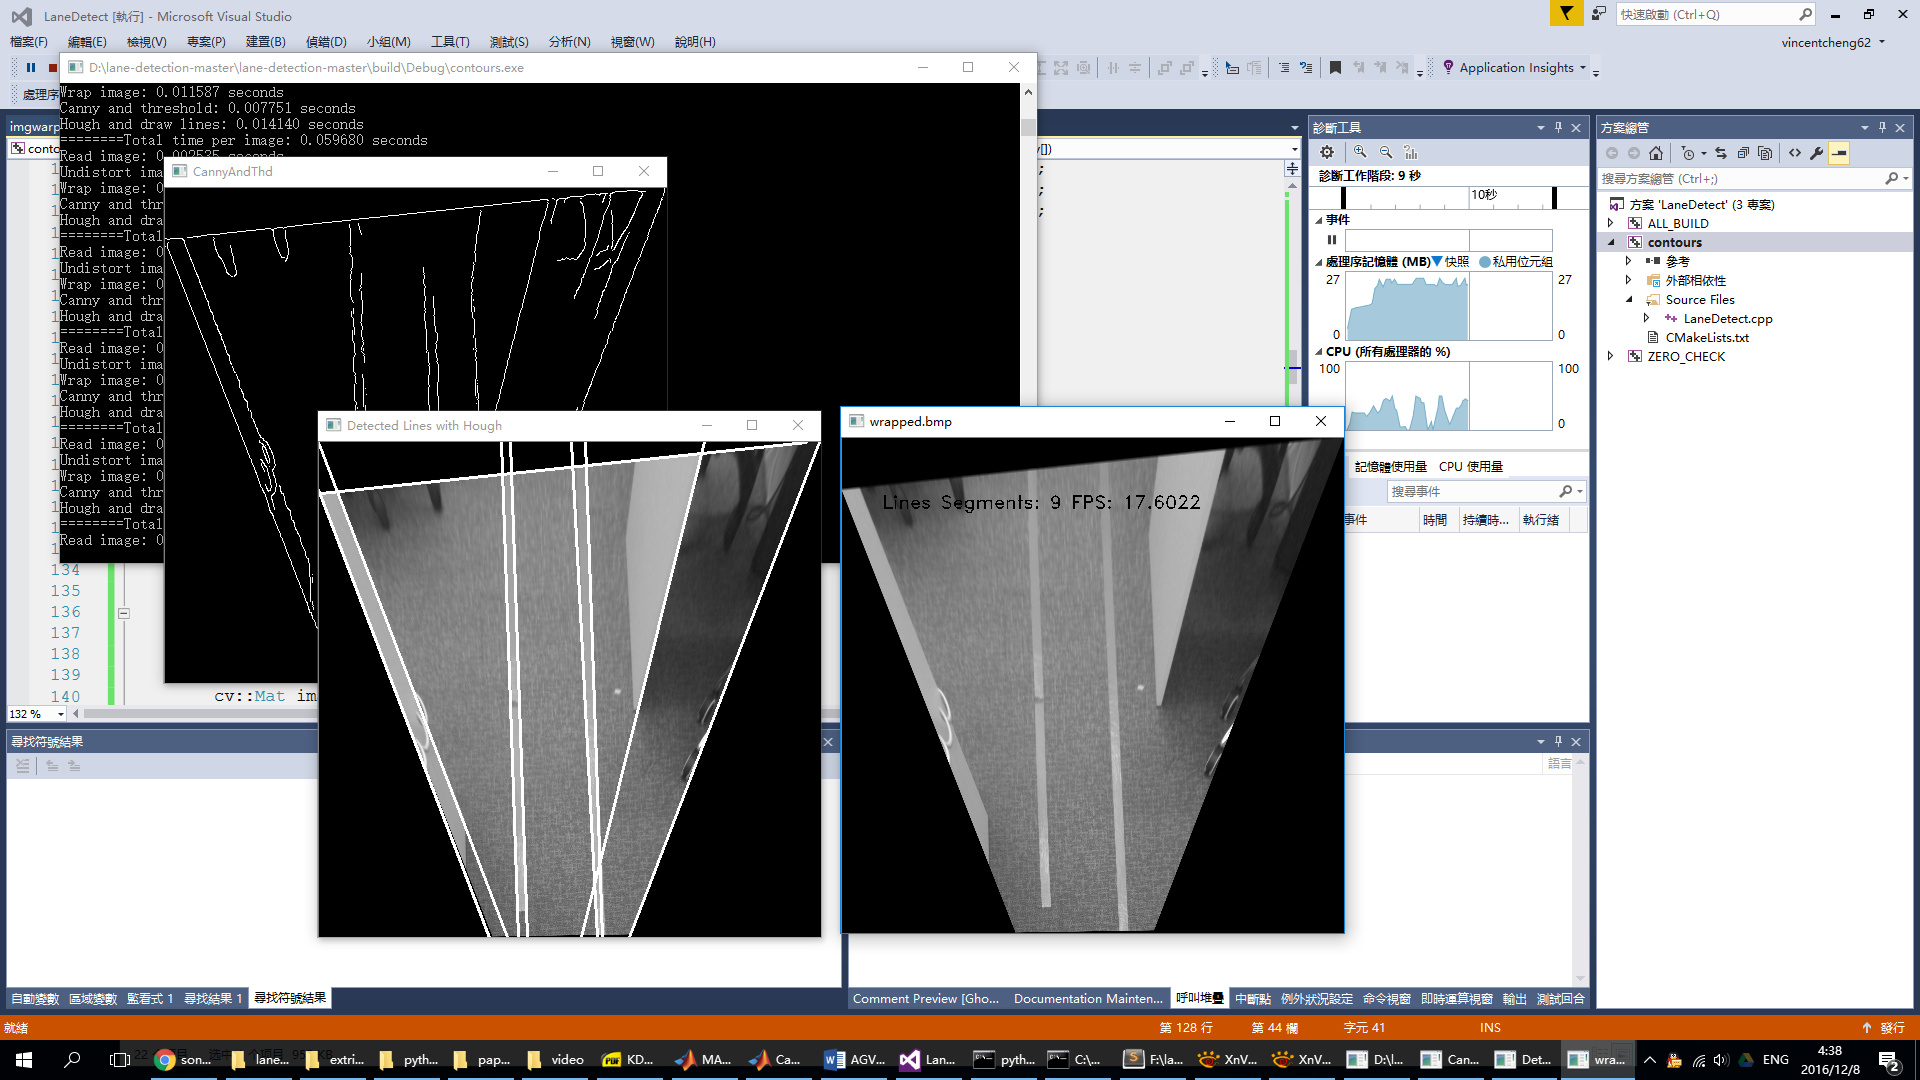 LaneDetect [執行] - Microsoft Visual Studio
快速啟動 (Ctrl+Q)
檔案(F) 編輯(E) 檢視(V) 專案(P) 建置(B) 偵錯(D) 小組(M) 工具(T) 測試(S) 分析(N) 視窗(W) 說明(H)
vincentcheng62
D:\lane-detection-master\lane-detection-master\build\Debug\contours.exe
Application Insights
處理序
Wrap image: 0.011587 seconds
Canny and threshold: 0.007751 seconds
Hough and draw lines: 0.014140 seconds
========Total time per image: 0.059680 seconds
Read image: 0.002535 seconds
Undistort ima
Wrap image: 0
Canny and thr
Hough and dra
========Total
Read image: 0
Undistort ima
Wrap image: 0
Canny and thr
Hough and dra
========Total
Read image: 0
Undistort ima
Wrap image: 0
Canny and thr
Hough and dra
========Total
Read image: 0
Undistort ima
Wrap image: 0
Canny and thr
Hough and dra
========Total
Read image: 0
imgwarp
conto
CannyAndThd
Detected Lines with Hough
wrapped.bmp
Lines Segments: 9 FPS: 17.6022
134
135
136
137
138
139
140
cv::Mat im
132 %
診斷工具
診斷工作階段: 9 秒
10秒
事件
處理序記憶體 (MB) 快照 私用位元組
27 27
0 0
CPU (所有處理器的 %)
100 100
0
記憶體使用量 CPU 使用量
搜尋事件
事件 時間 持續時... 執行緒
方案總管
搜尋方案總管 (Ctrl+;)
方案 'LaneDetect' (3 專案)
ALL_BUILD
contours
參考
外部相依性
Source Files
LaneDetect.cpp
CMakeLists.txt
ZERO_CHECK
尋找符號結果
語言
自動變數 區域變數 監看式 1 尋找結果 1 尋找符號結果
Comment Preview [Gho... Documentation Mainten... 呼叫堆疊 中斷點 例外狀況設定 命令視窗 即時運算視窗 輸出 測試回合
就緒 第 128 行 第 44 欄 字元 41 INS 發行
son... lane... extri... pyth... pap... video KD... MA... Ca... AGV... Lan... pyth... C:\... F:\la... XnV... XnV... D:\l... Can... Det... wra...
ENG
4:38
2016/12/8
2